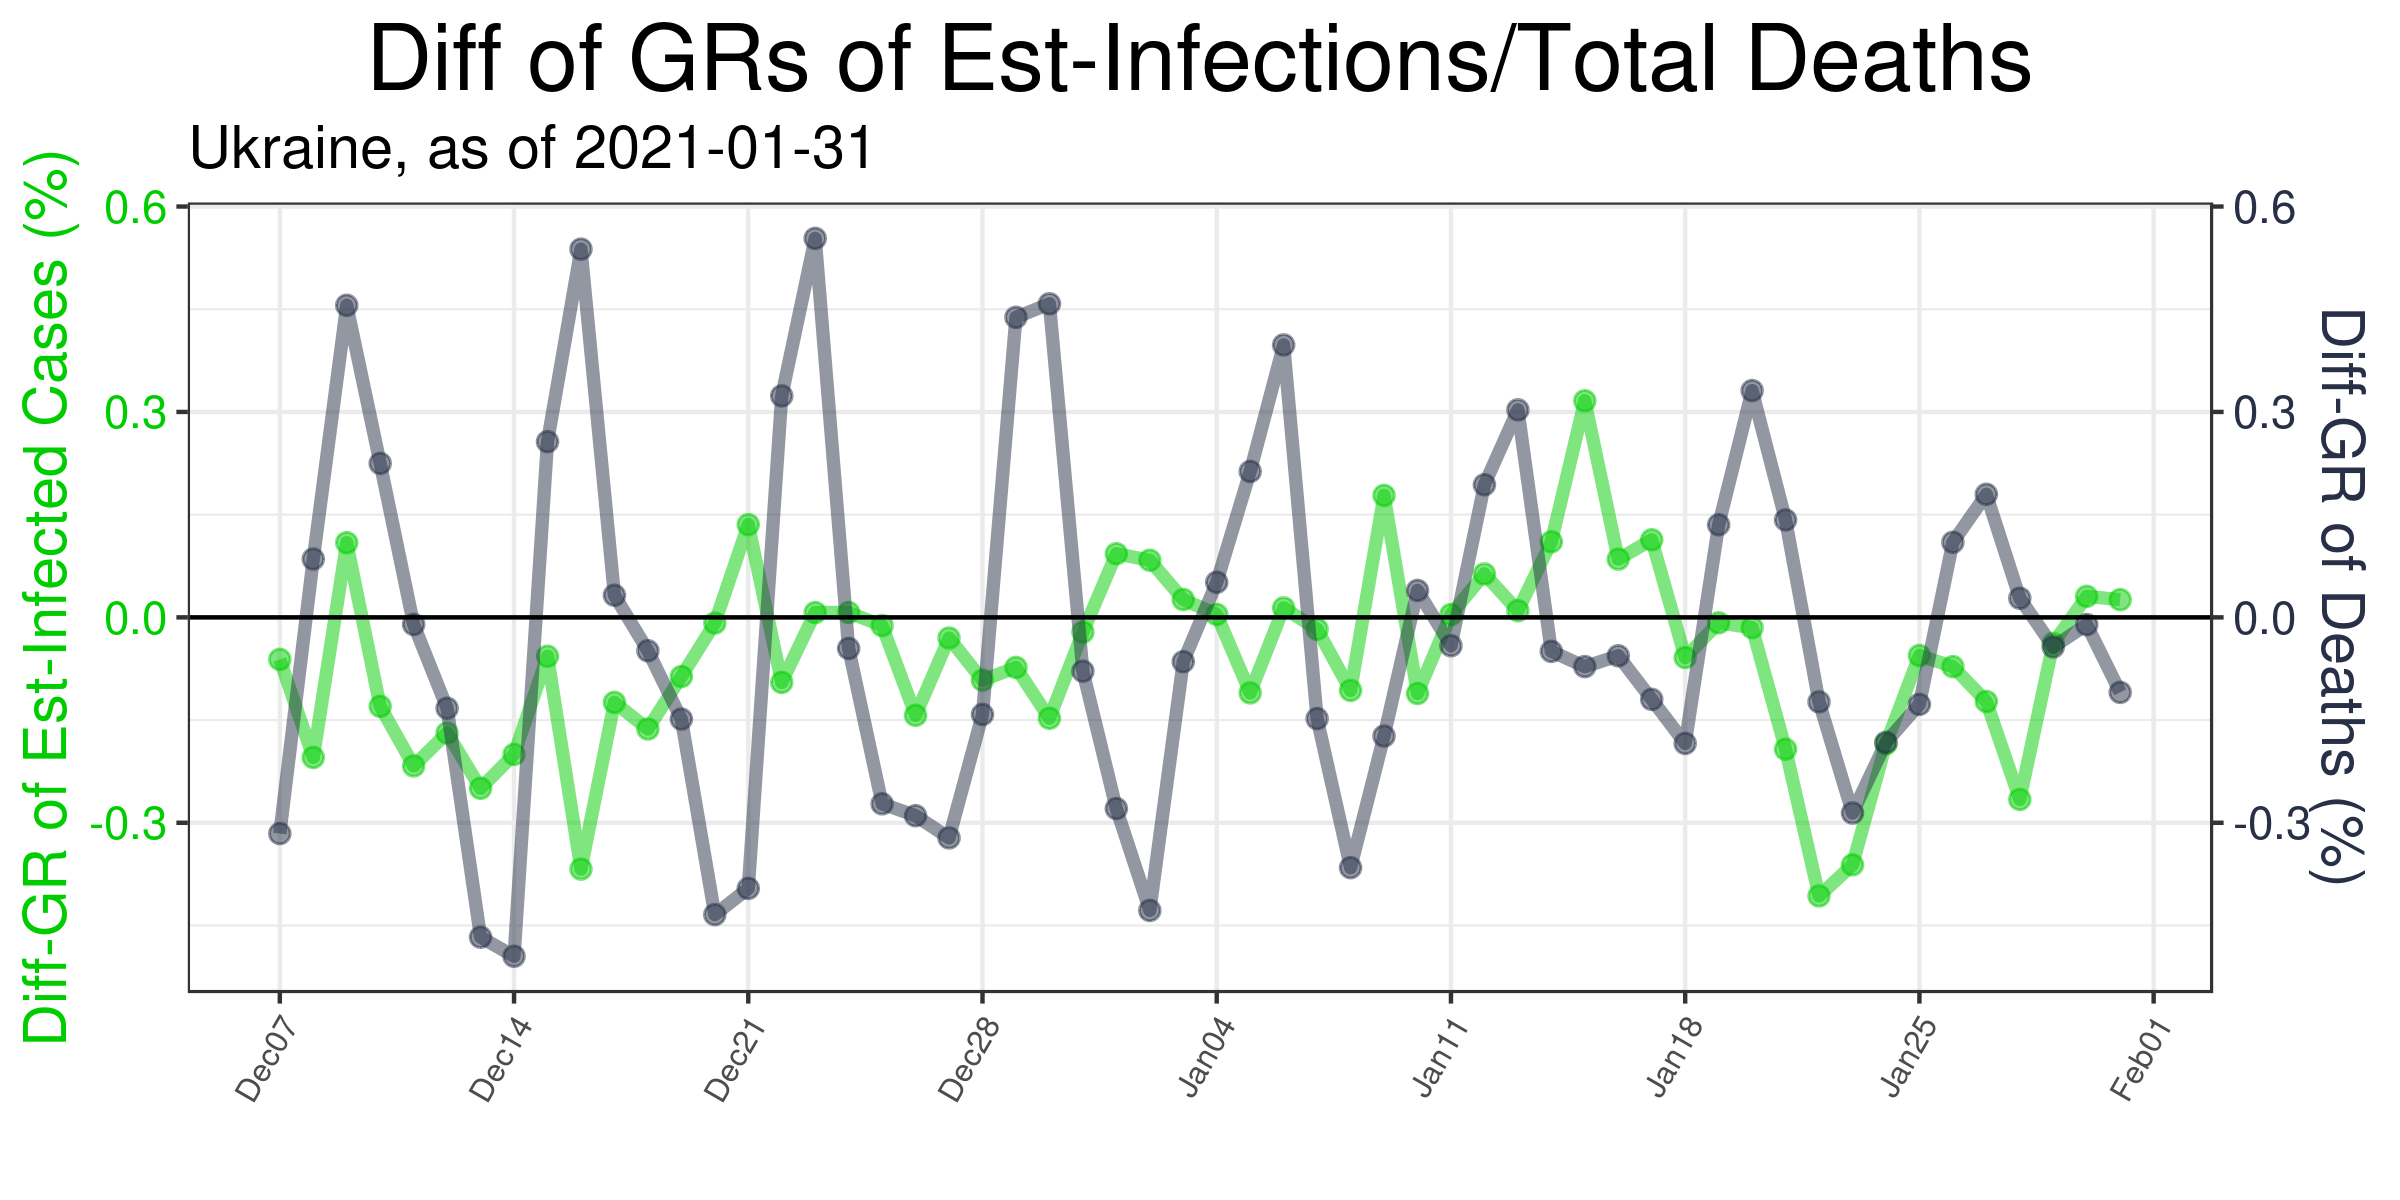 Diff of GRs of Est-Infections/Total Deaths
Ukraine, as of 2021-01-31
Diff-GR of Est-Infected Cases (%)
0.6
0.3
0.0
-0.3
0.6
0.3
0.0
-0.3
Diff-GR of Deaths (%)
Dec07
Dec14
Dec21
Dec28
Jan04
Jan11
Jan18
Jan25
Feb01